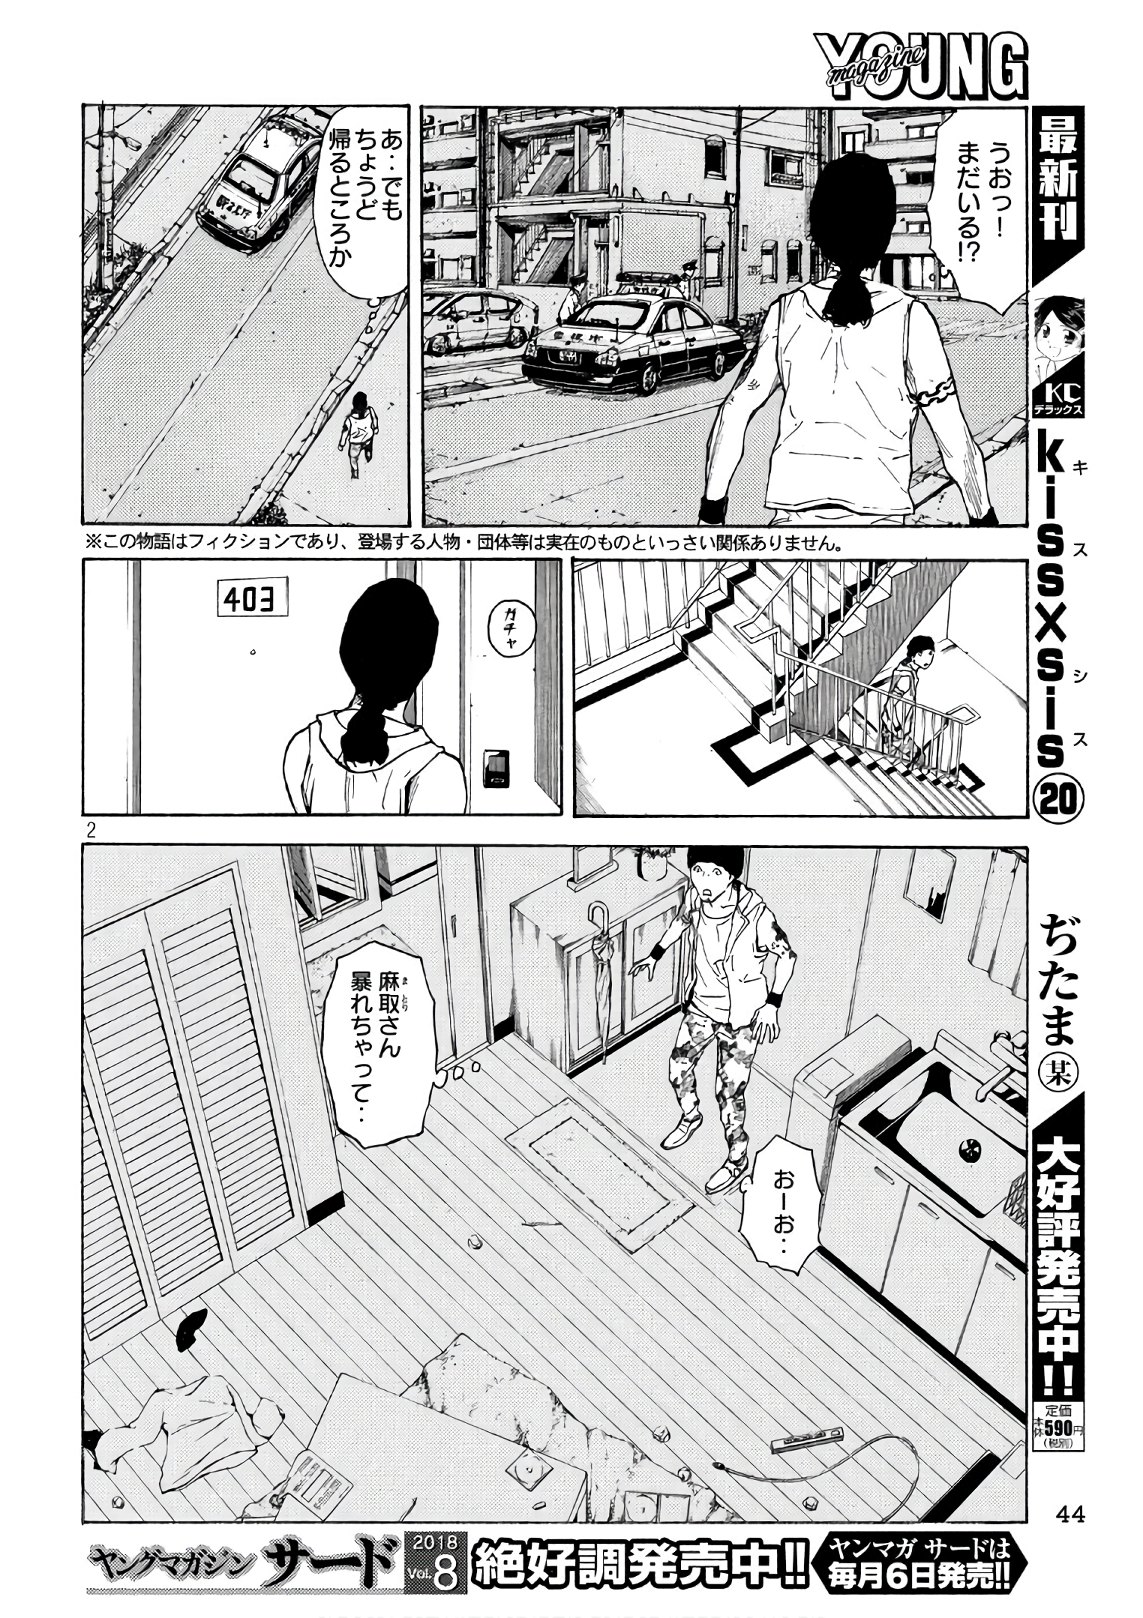 YOUNG
magazine
うおっ！
まだいる!?
あ‥でも
ちょうど
帰るところか
※この物語はフィクションであり、登場する人物・団体等は実在のものといっさい関係ありません。
403
ガチャ
2
麻取さん
まとり
暴れちゃって‥
おーお‥
最新刊
KC
デラックス
kiss×sis
キスシス
⑳
ぢたま㊣某
大好評発売中!!
定価
本体590円
(税別)
44
ヤングマガジン サード
2018
Vol.8
絶好調発売中!!
ヤンマガ サードは
毎月6日発売!!